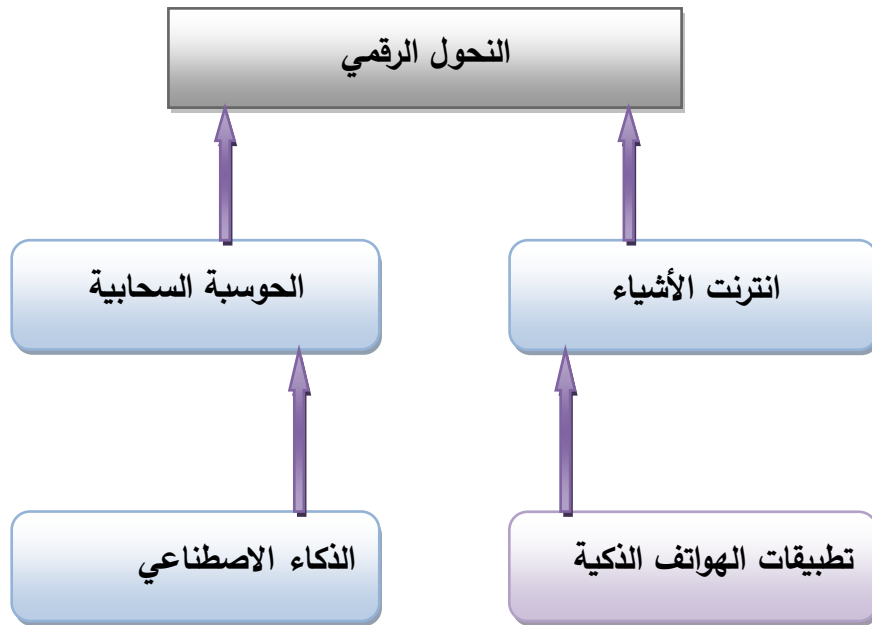 النحول الرقمي
انترنت الأشياء
الحوسبة السحابية
تطبيقات الهواتف الذكية
الذكاء الاصطناعي